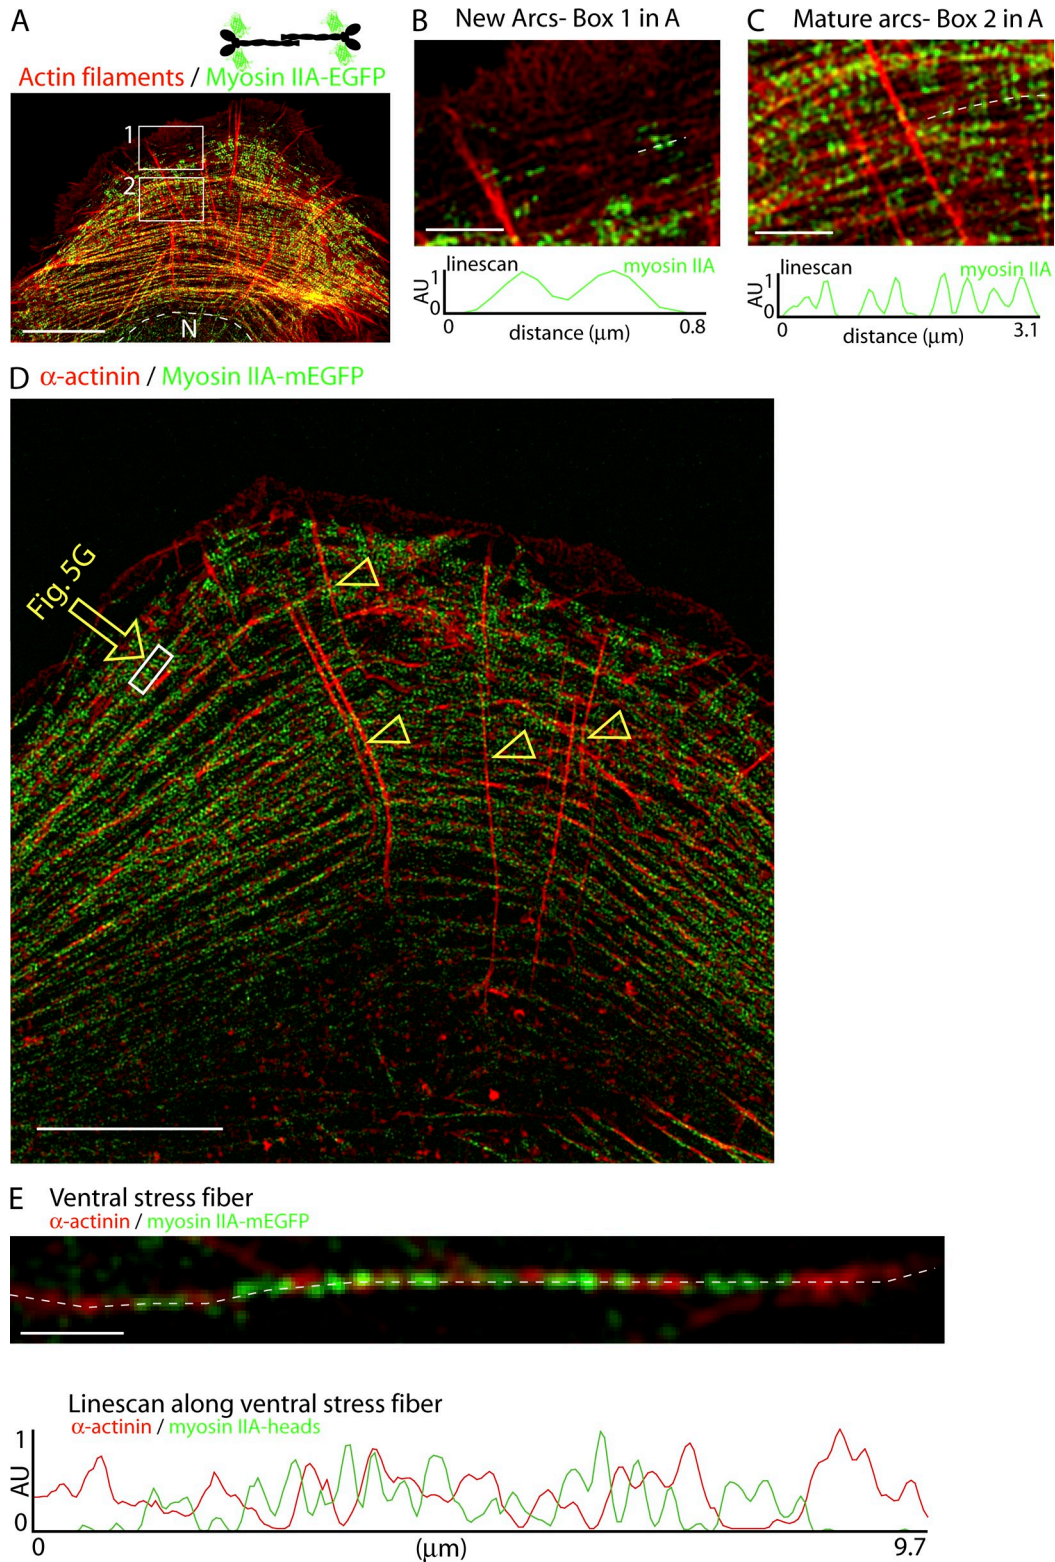 A
Actin filaments / Myosin IIA-EGFP
1
2
N
B New Arcs- Box 1 in A
linescan myosin IIA
AU
1
0
0 0.8
distance (μm)
C Mature arcs- Box 2 in A
linescan myosin IIA
AU
1
0
0 3.1
distance (μm)
D α-actinin / Myosin IIA-mEGFP
Fig. 5G
E Ventral stress fiber
α-actinin / myosin IIA-mEGFP
Linescan along ventral stress fiber
α-actinin / myosin IIA-heads
1
AU
0
0 (μm) 9.7